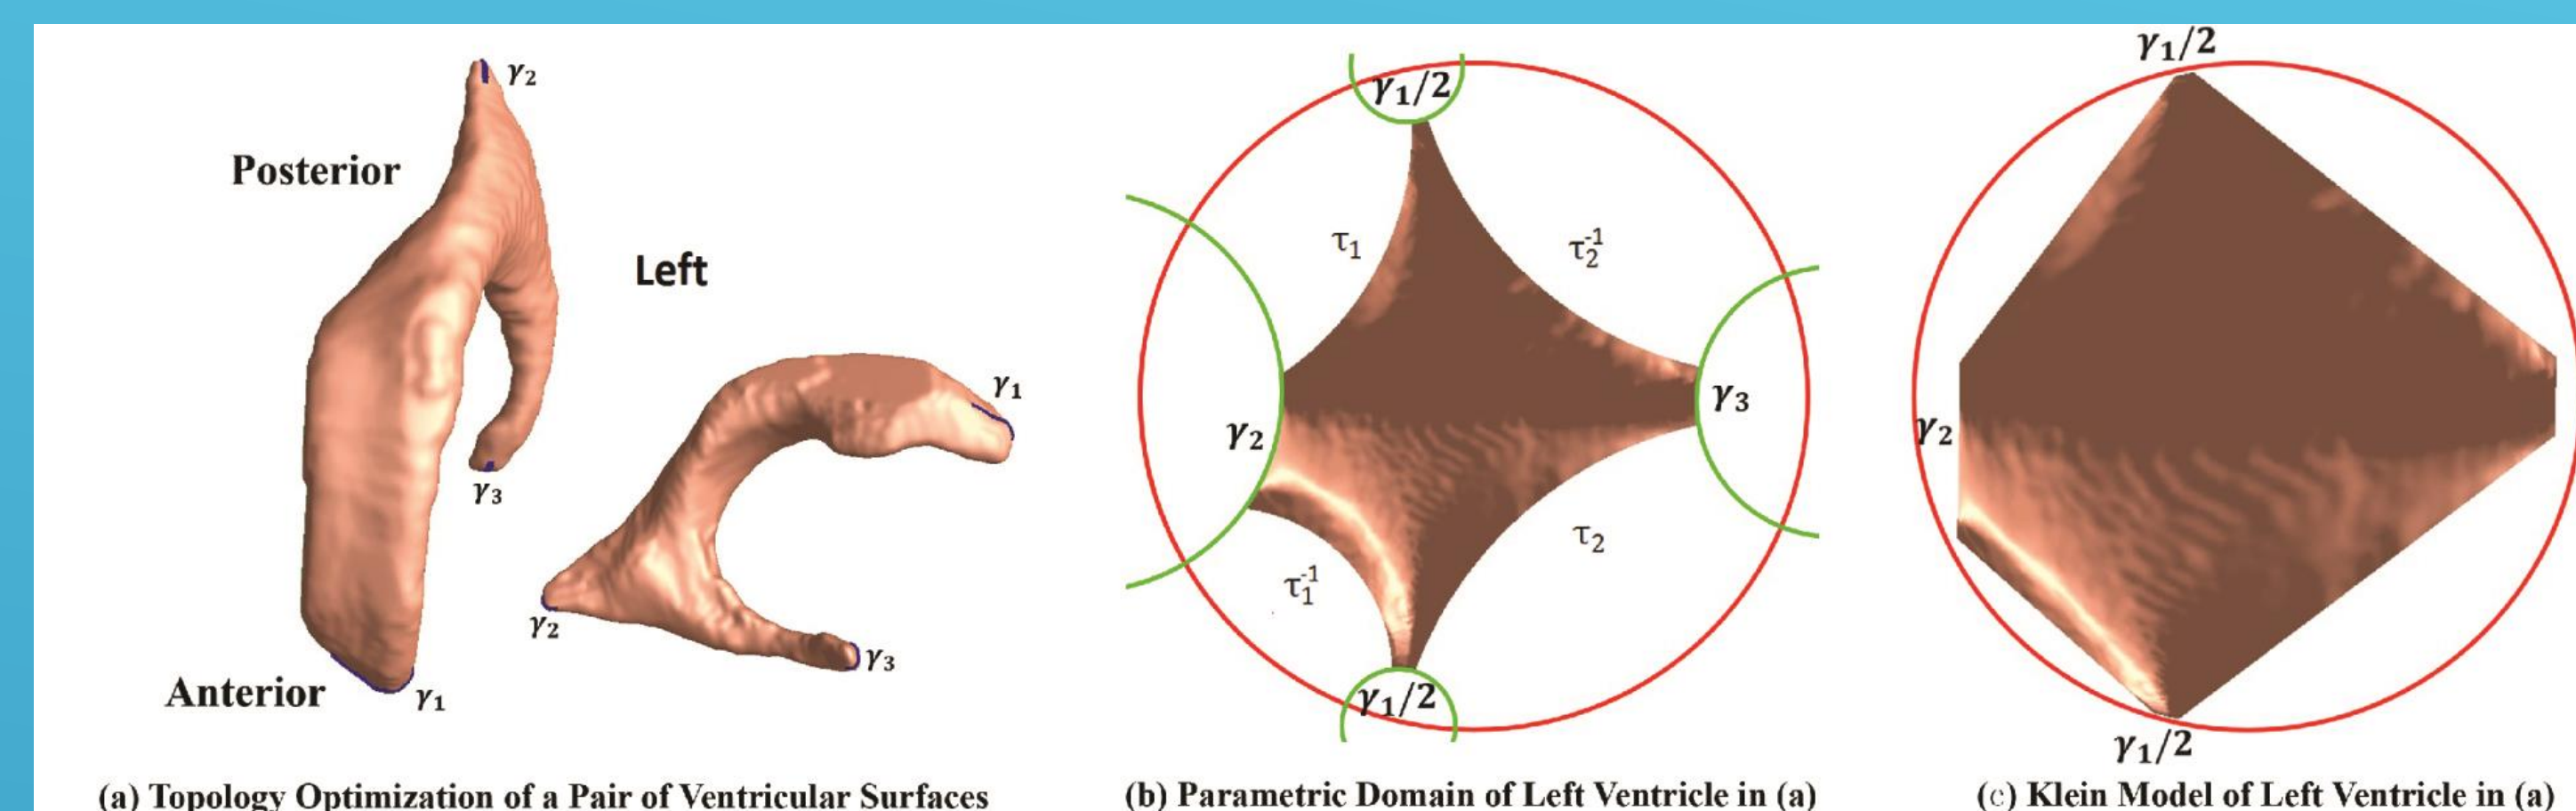 γ₂
Posterior
Left
γ₃
γ₁
γ₂
γ₃
Anterior
γ₁
(a) Topology Optimization of a Pair of Ventricular Surfaces
γ₁/2
τ₁
τ₂⁻¹
γ₃
γ₂
τ₂
τ₁⁻¹
γ₁/2
(b) Parametric Domain of Left Ventricle in (a)
γ₁/2
γ₂
γ₁/2
(c) Klein Model of Left Ventricle in (a)